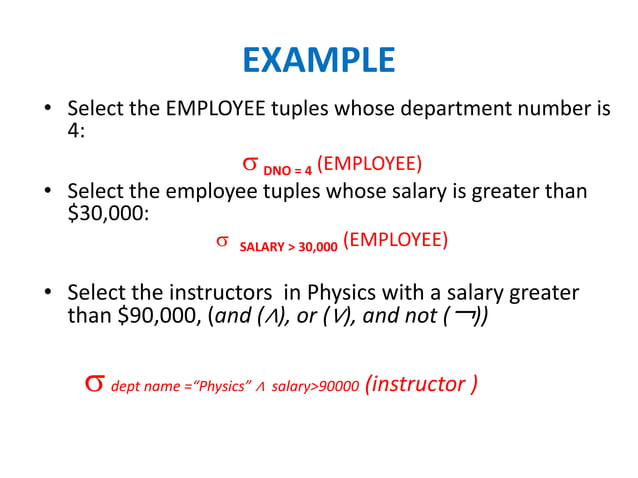 EXAMPLE
• Select the EMPLOYEE tuples whose department number is
4:
σ DNO = 4 (EMPLOYEE)
• Select the employee tuples whose salary is greater than
$30,000:
σ SALARY > 30,000 (EMPLOYEE)
• Select the instructors in Physics with a salary greater
than $90,000, (and (∧), or (∨), and not (¬))
σ dept name =“Physics” ∧ salary>90000 (instructor )